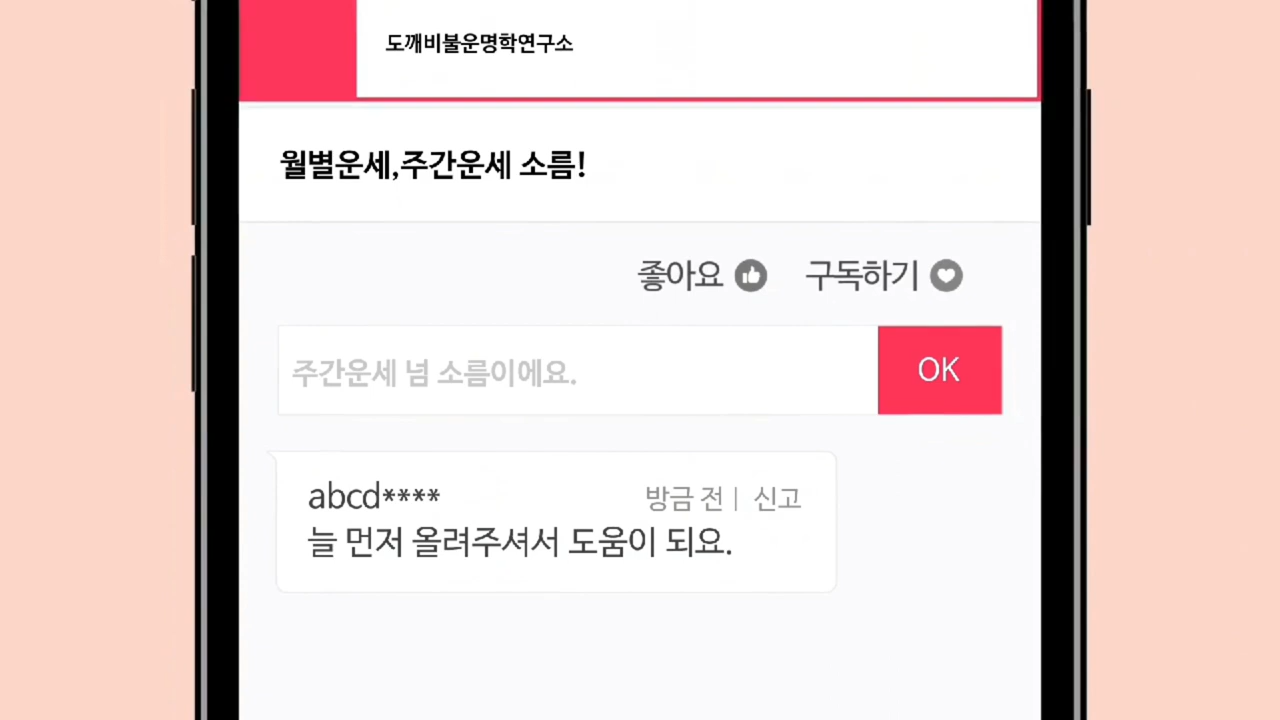 도깨비불운명학연구소
월별운세,주간운세 소름!
좋아요 구독하기
주간운세 넘 소름이에요.
OK
abcd**** 방금 전 | 신고
늘 먼저 올려주셔서 도움이 되요.